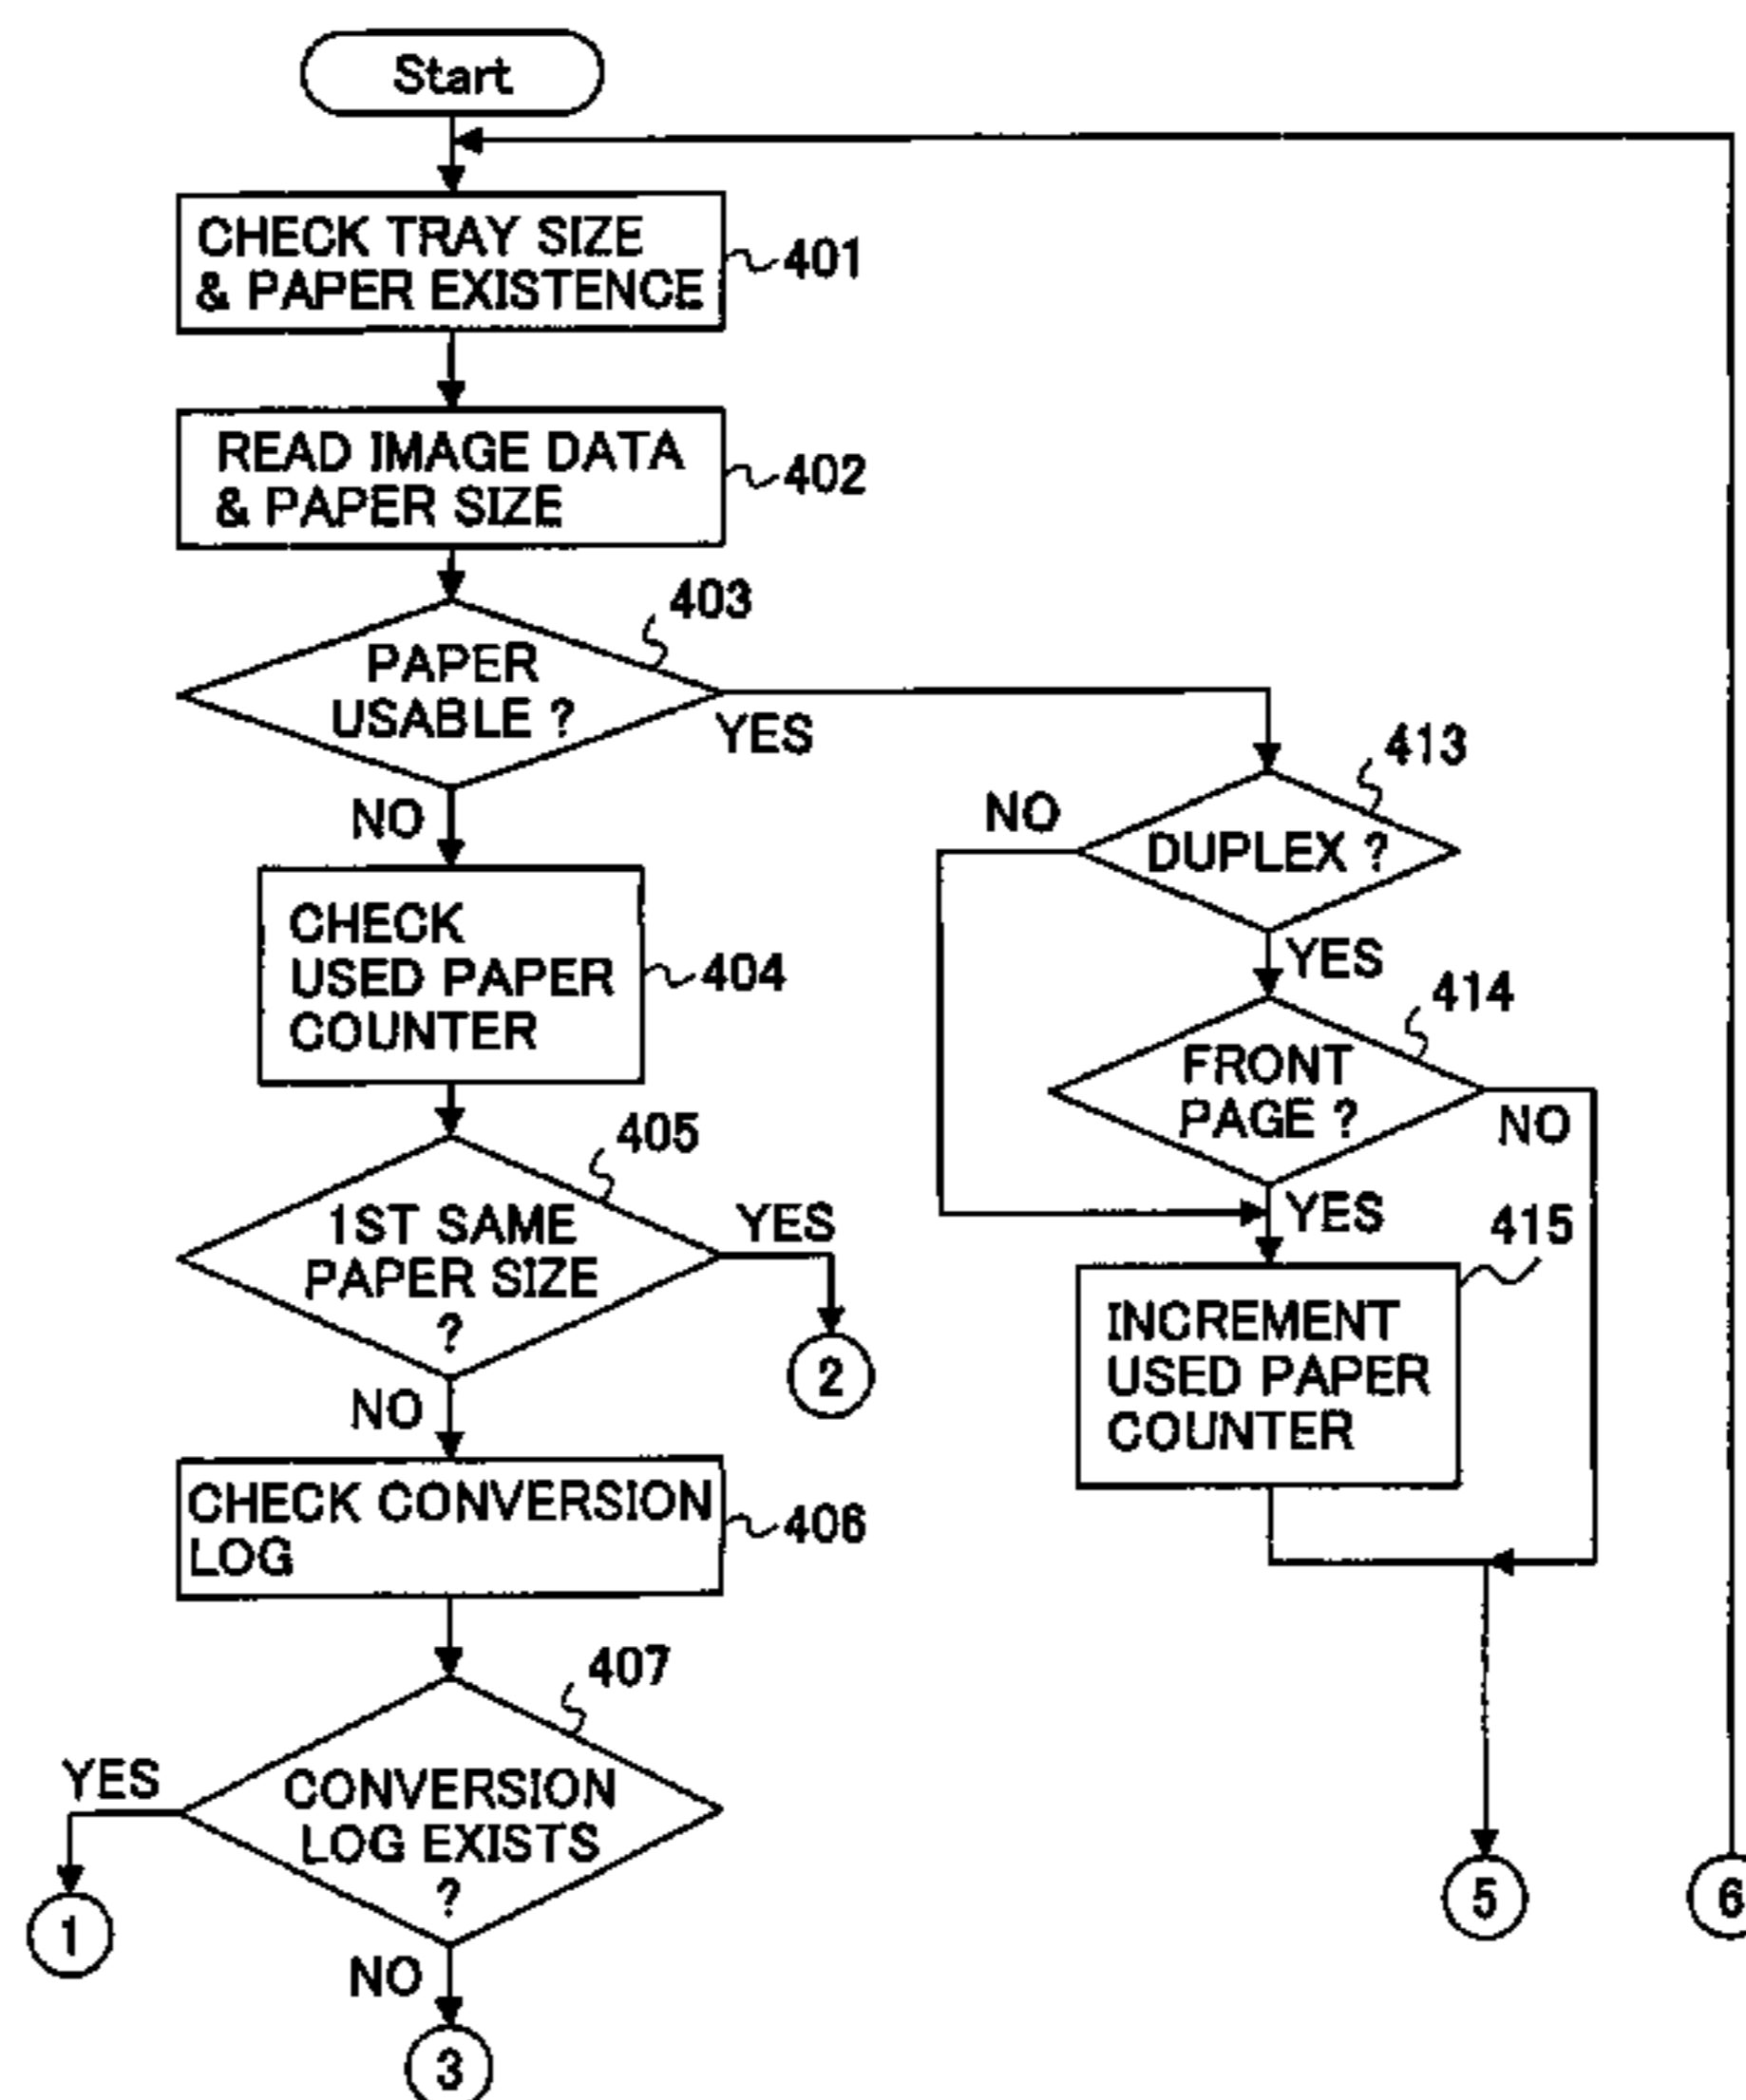 Start
CHECK TRAY SIZE
& PAPER EXISTENCE
401
READ IMAGE DATA
& PAPER SIZE
402
403
PAPER
USABLE ?
YES
NO
413
NO
DUPLEX ?
YES
CHECK
USED PAPER
COUNTER
404
414
FRONT
PAGE ?
NO
YES
405
1ST SAME
PAPER SIZE
?
YES
2
NO
415
INCREMENT
USED PAPER
COUNTER
CHECK CONVERSION
LOG
406
407
CONVERSION
LOG EXISTS
?
YES
1
NO
3
5
6